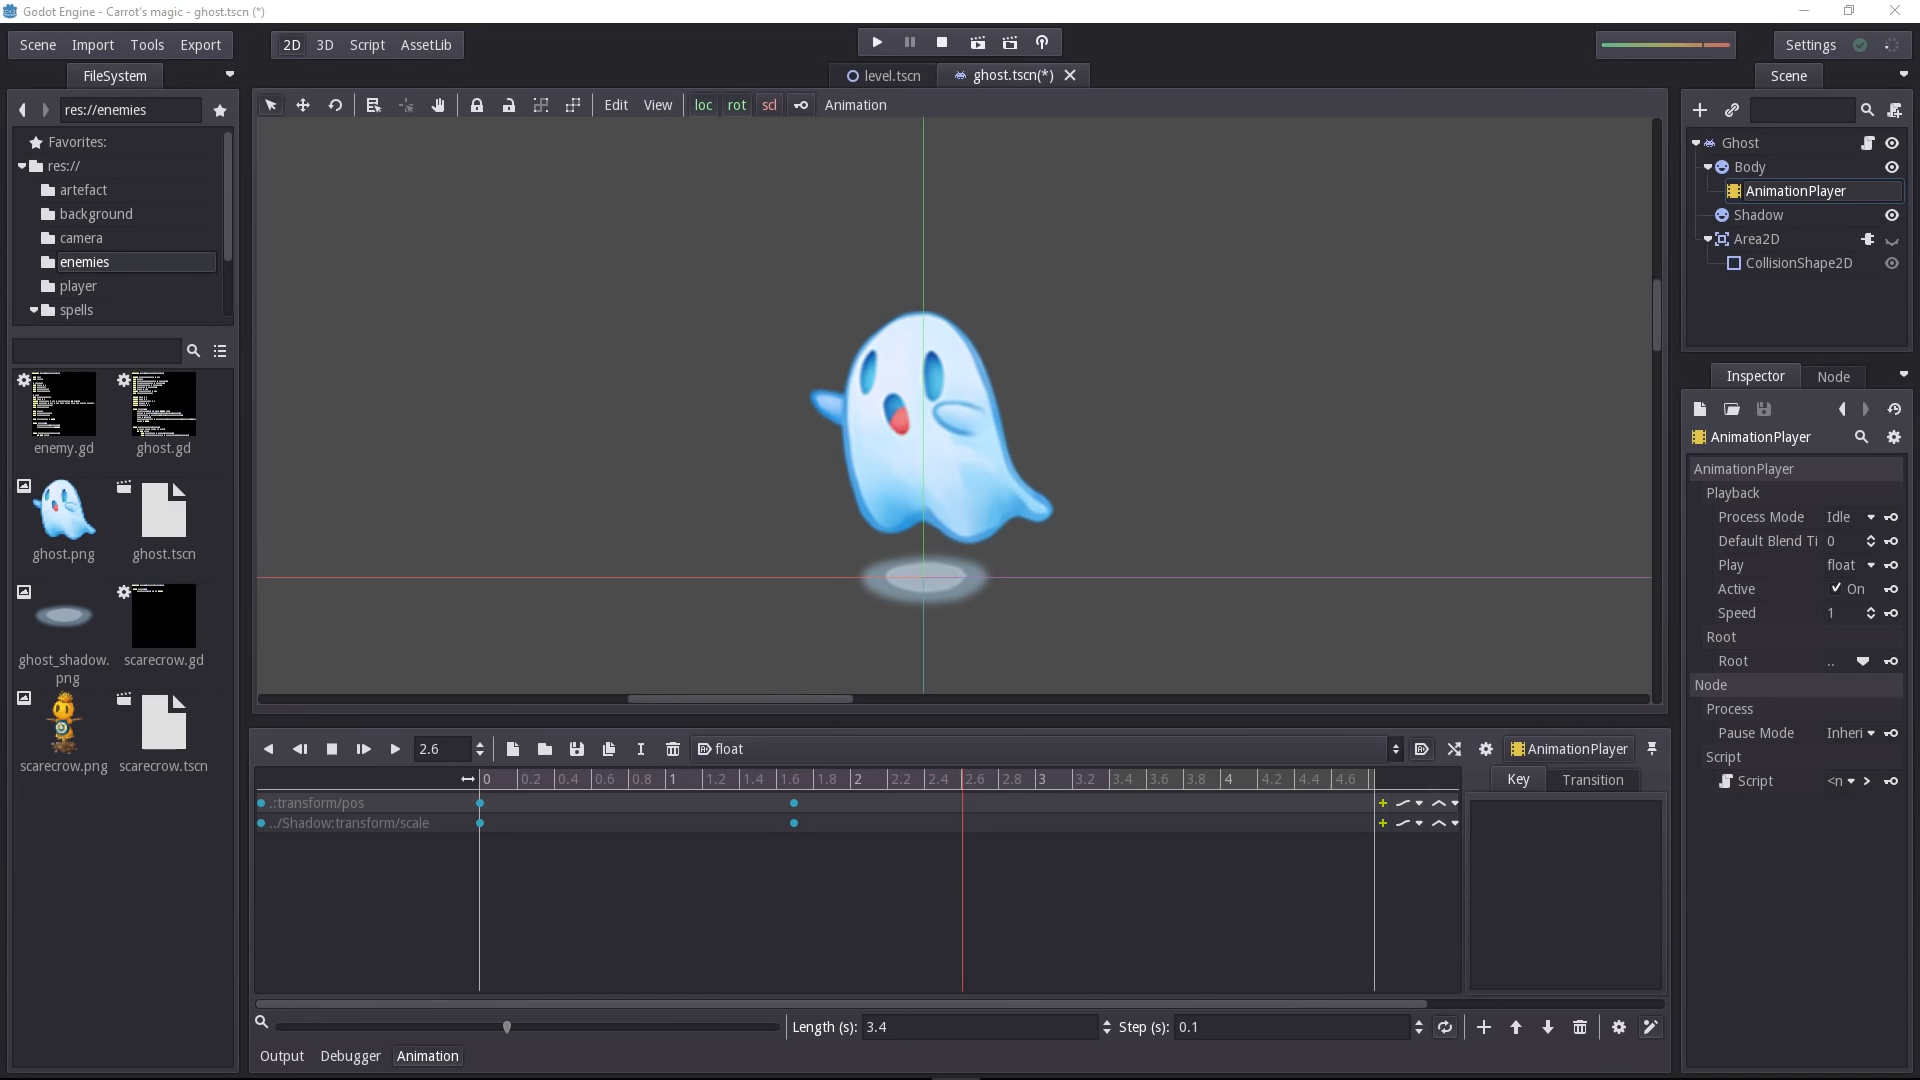 Godot Engine - Carrot's magic - ghost.tscn (*)
Scene Import Tools Export
2D 3D Script AssetLib
Settings
FileSystem
level.tscn
ghost.tscn(*)
Scene
res://enemies
Edit View loc rot scl Animation
Favorites:
res://
artefact
background
camera
enemies
player
spells
Ghost
Body
AnimationPlayer
Shadow
Area2D
CollisionShape2D
enemy.gd
ghost.gd
ghost.png
ghost.tscn
ghost_shadow.
png
scarecrow.gd
scarecrow.png
scarecrow.tscn
Inspector Node
AnimationPlayer
AnimationPlayer
Playback
Process Mode Idle
Default Blend Ti 0
Play float
Active On
Speed 1
Root
Root ..
Node
Process
Pause Mode Inheri
Script
Script <n
2.6
float
AnimationPlayer
0 0.2 0.4 0.6 0.8 1 1.2 1.4 1.6 1.8 2 2.2 2.4 2.6 2.8 3 3.2 3.4 3.6 3.8 4 4.2 4.4 4.6
Key Transition
.:transform/pos
../Shadow:transform/scale
Length (s): 3.4 Step (s): 0.1
Output Debugger Animation